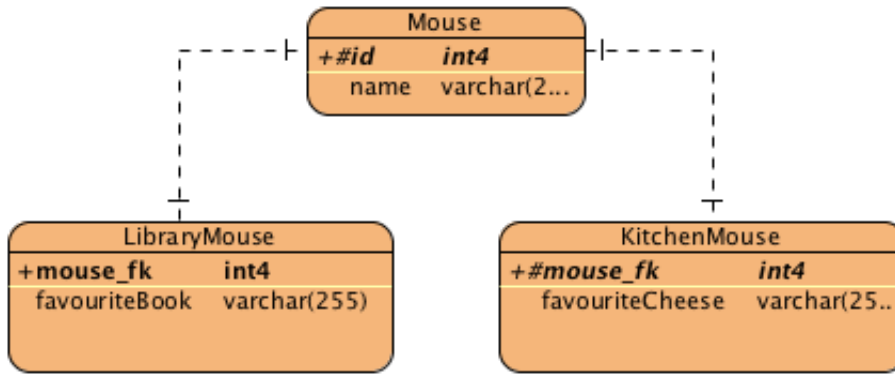 Mouse
+#id int4
name varchar(2...
LibraryMouse
+mouse_fk int4
favouriteBook varchar(255)
KitchenMouse
+#mouse_fk int4
favouriteCheese varchar(25...